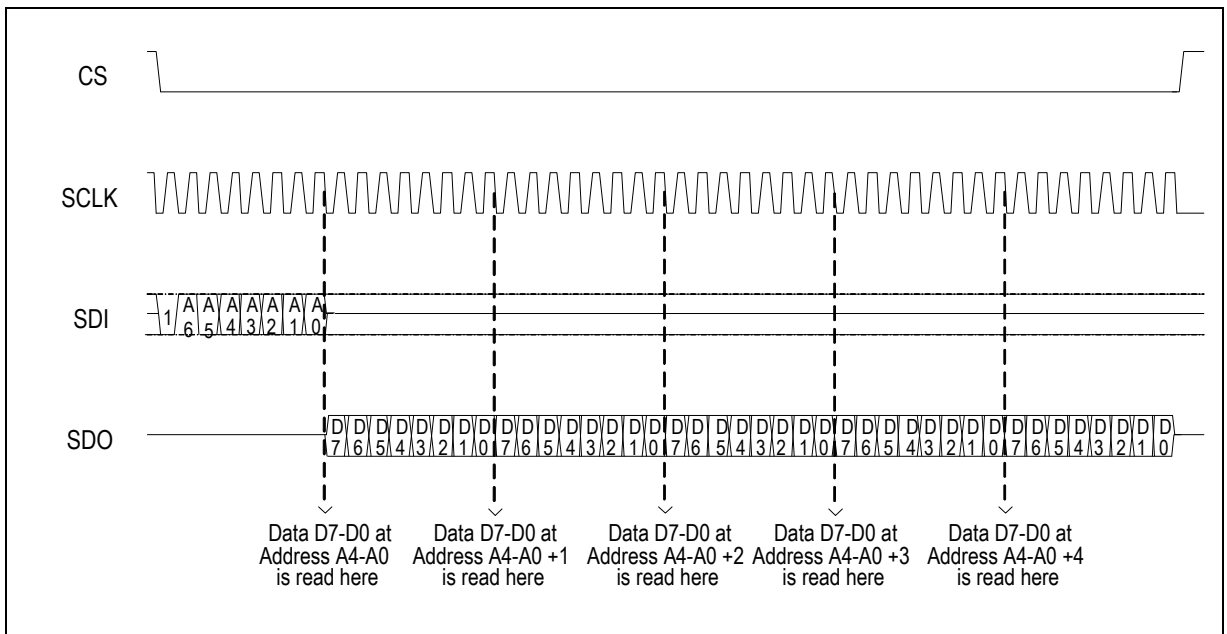 CS
SCLK
SDI
1 A6 A5 A4 A3 A2 A1 A0
SDO
D7 D6 D5 D4 D3 D2 D1 D0 D7 D6 D5 D4 D3 D2 D1 D0 D7 D6 D5 D4 D3 D2 D1 D0 D7 D6 D5 D4 D3 D2 D1 D0 D7 D6 D5 D4 D3 D2 D1 D0
Data D7-D0 at
Address A4-A0
is read here
Data D7-D0 at
Address A4-A0 +1
is read here
Data D7-D0 at
Address A4-A0 +2
is read here
Data D7-D0 at
Address A4-A0 +3
is read here
Data D7-D0 at
Address A4-A0 +4
is read here